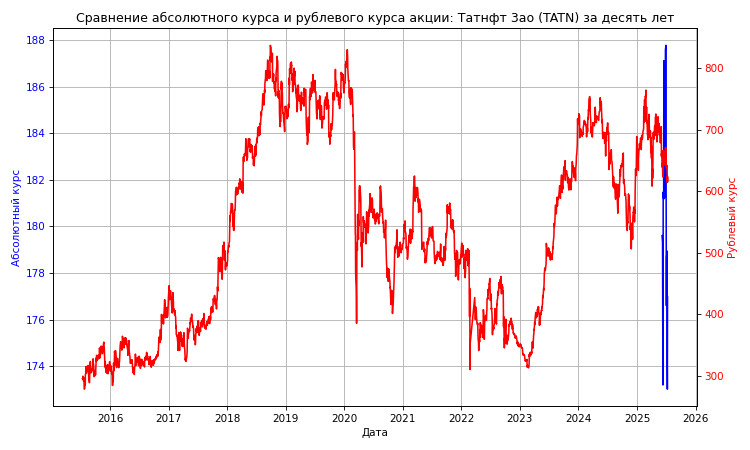 Сравнение абсолютного курса и рублевого курса акции: Татнфт 3ао (TATN) за десять лет
188
186
184
182
180
178
176
174
Абсолютный курс
800
700
600
500
400
300
Рублевый курс
2016 2017 2018 2019 2020 2021 2022 2023 2024 2025 2026
Дата